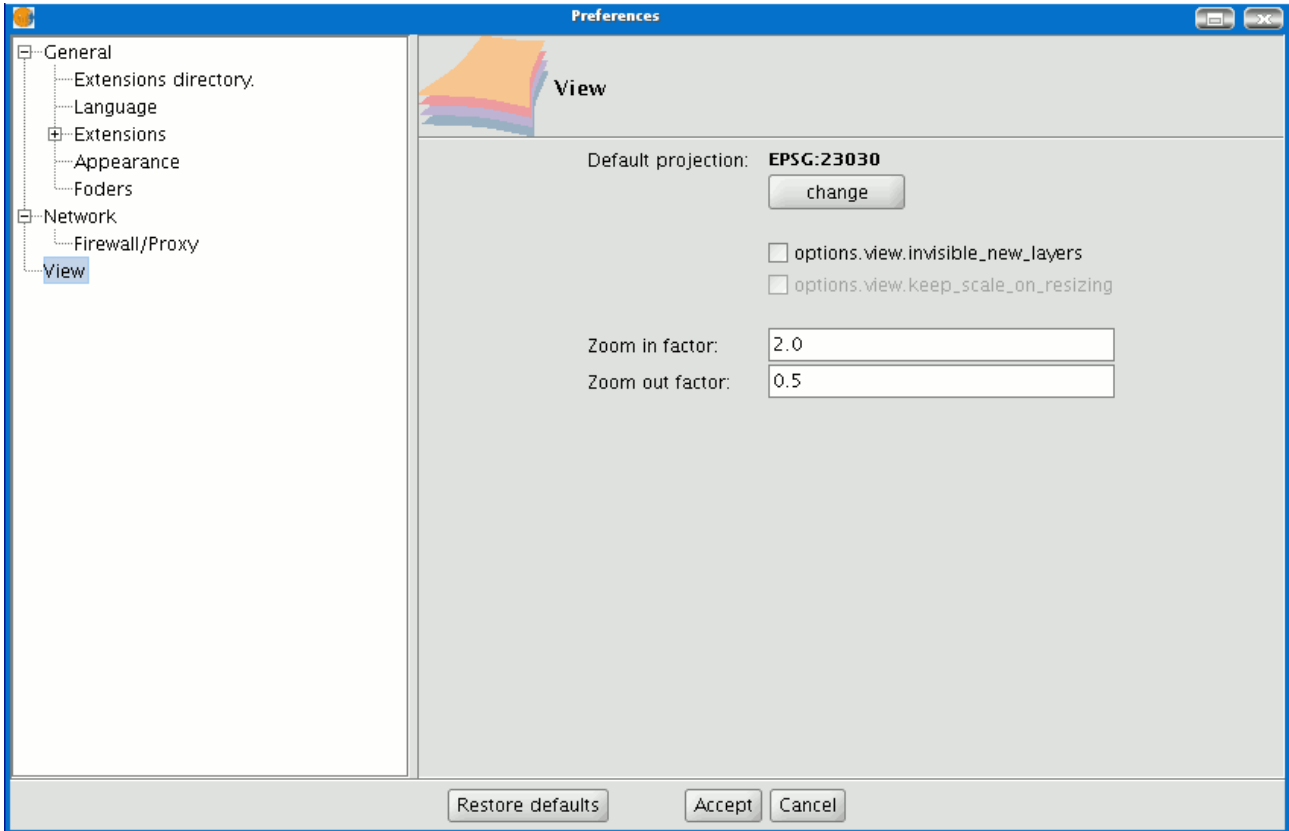 Preferences
General
Extensions directory.
Language
Extensions
Appearance
Foders
Network
Firewall/Proxy
View
View
Default projection: EPSG:23030
change
options.view.invisible_new_layers
options.view.keep_scale_on_resizing
Zoom in factor: 2.0
Zoom out factor: 0.5
Restore defaults Accept Cancel